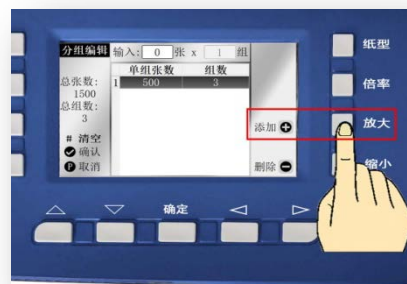 分组编辑 输入: 0 张 x 1 组
单组张数 组数
1 500 3
总张数:
1500
总组数:
3
# 清空
确认
P 取消
添加
删除
纸型
倍率
放大
缩小
确定